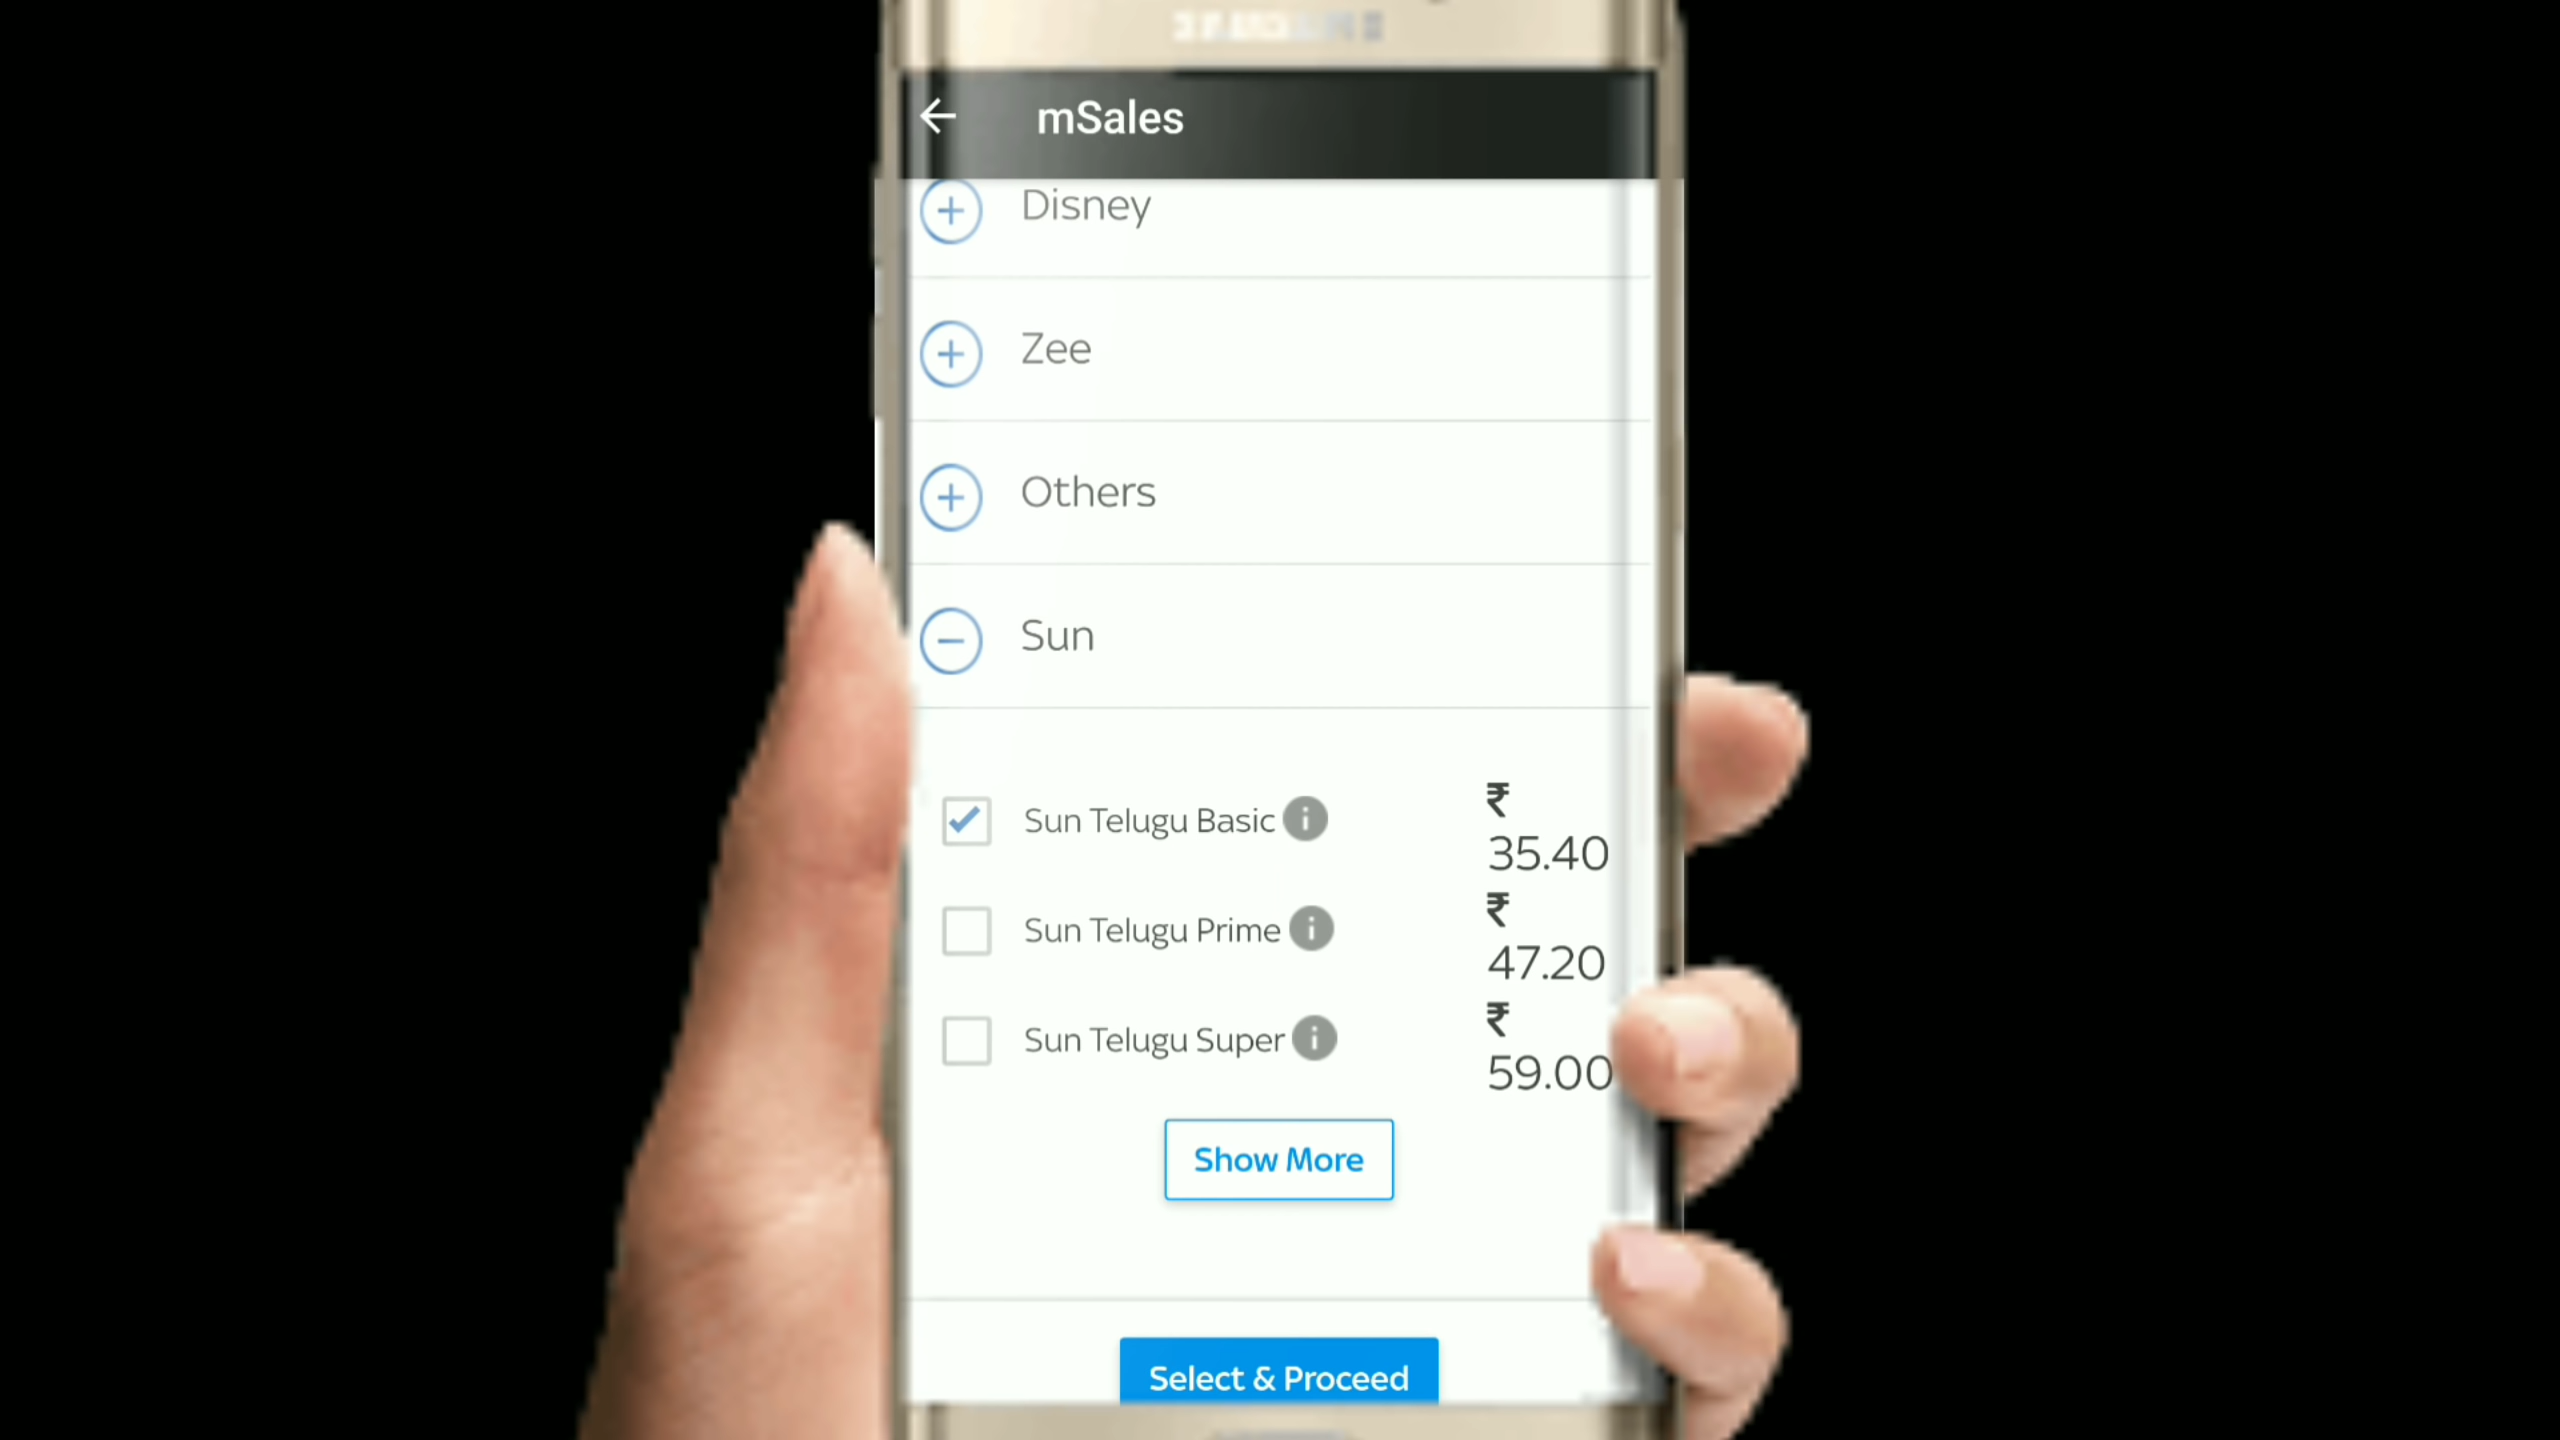 mSales
Disney
Zee
Others
Sun
Sun Telugu Basic
₹
35.40
Sun Telugu Prime
₹
47.20
Sun Telugu Super
₹
59.00
Show More
Select & Proceed